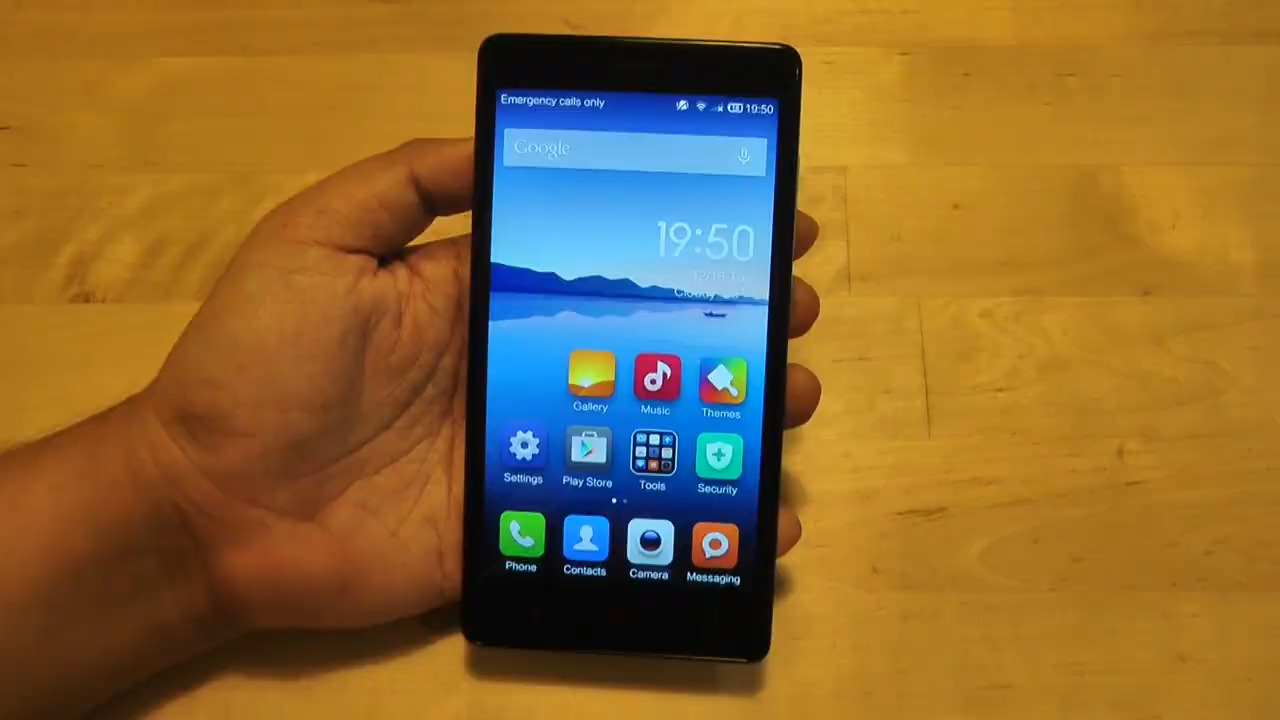 Emergency calls only 19:50
Google
19:50
Cloudy
Gallery Music Themes
Settings Play Store Tools Security
Phone Contacts Camera Messaging